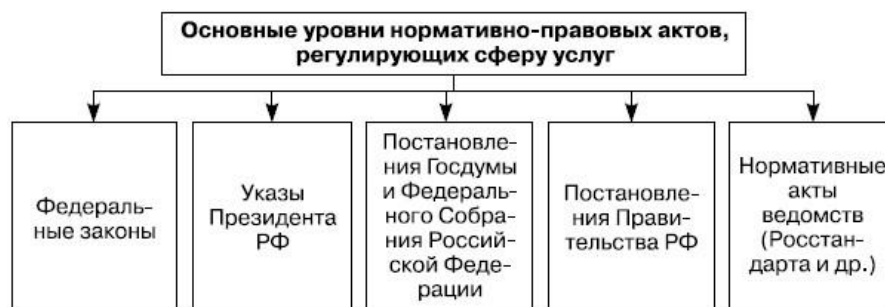 Основные уровни нормативно-правовых актов,
регулирующих сферу услуг
Федераль-
ные законы
Указы
Президента
РФ
Постановле-
ния Госдумы
и Федераль-
ного Собра-
ния Россий-
ской Феде-
рации
Постановле-
ния Прави-
тельства РФ
Нормативные
акты
ведомств
(Росстан-
дарта и др.)